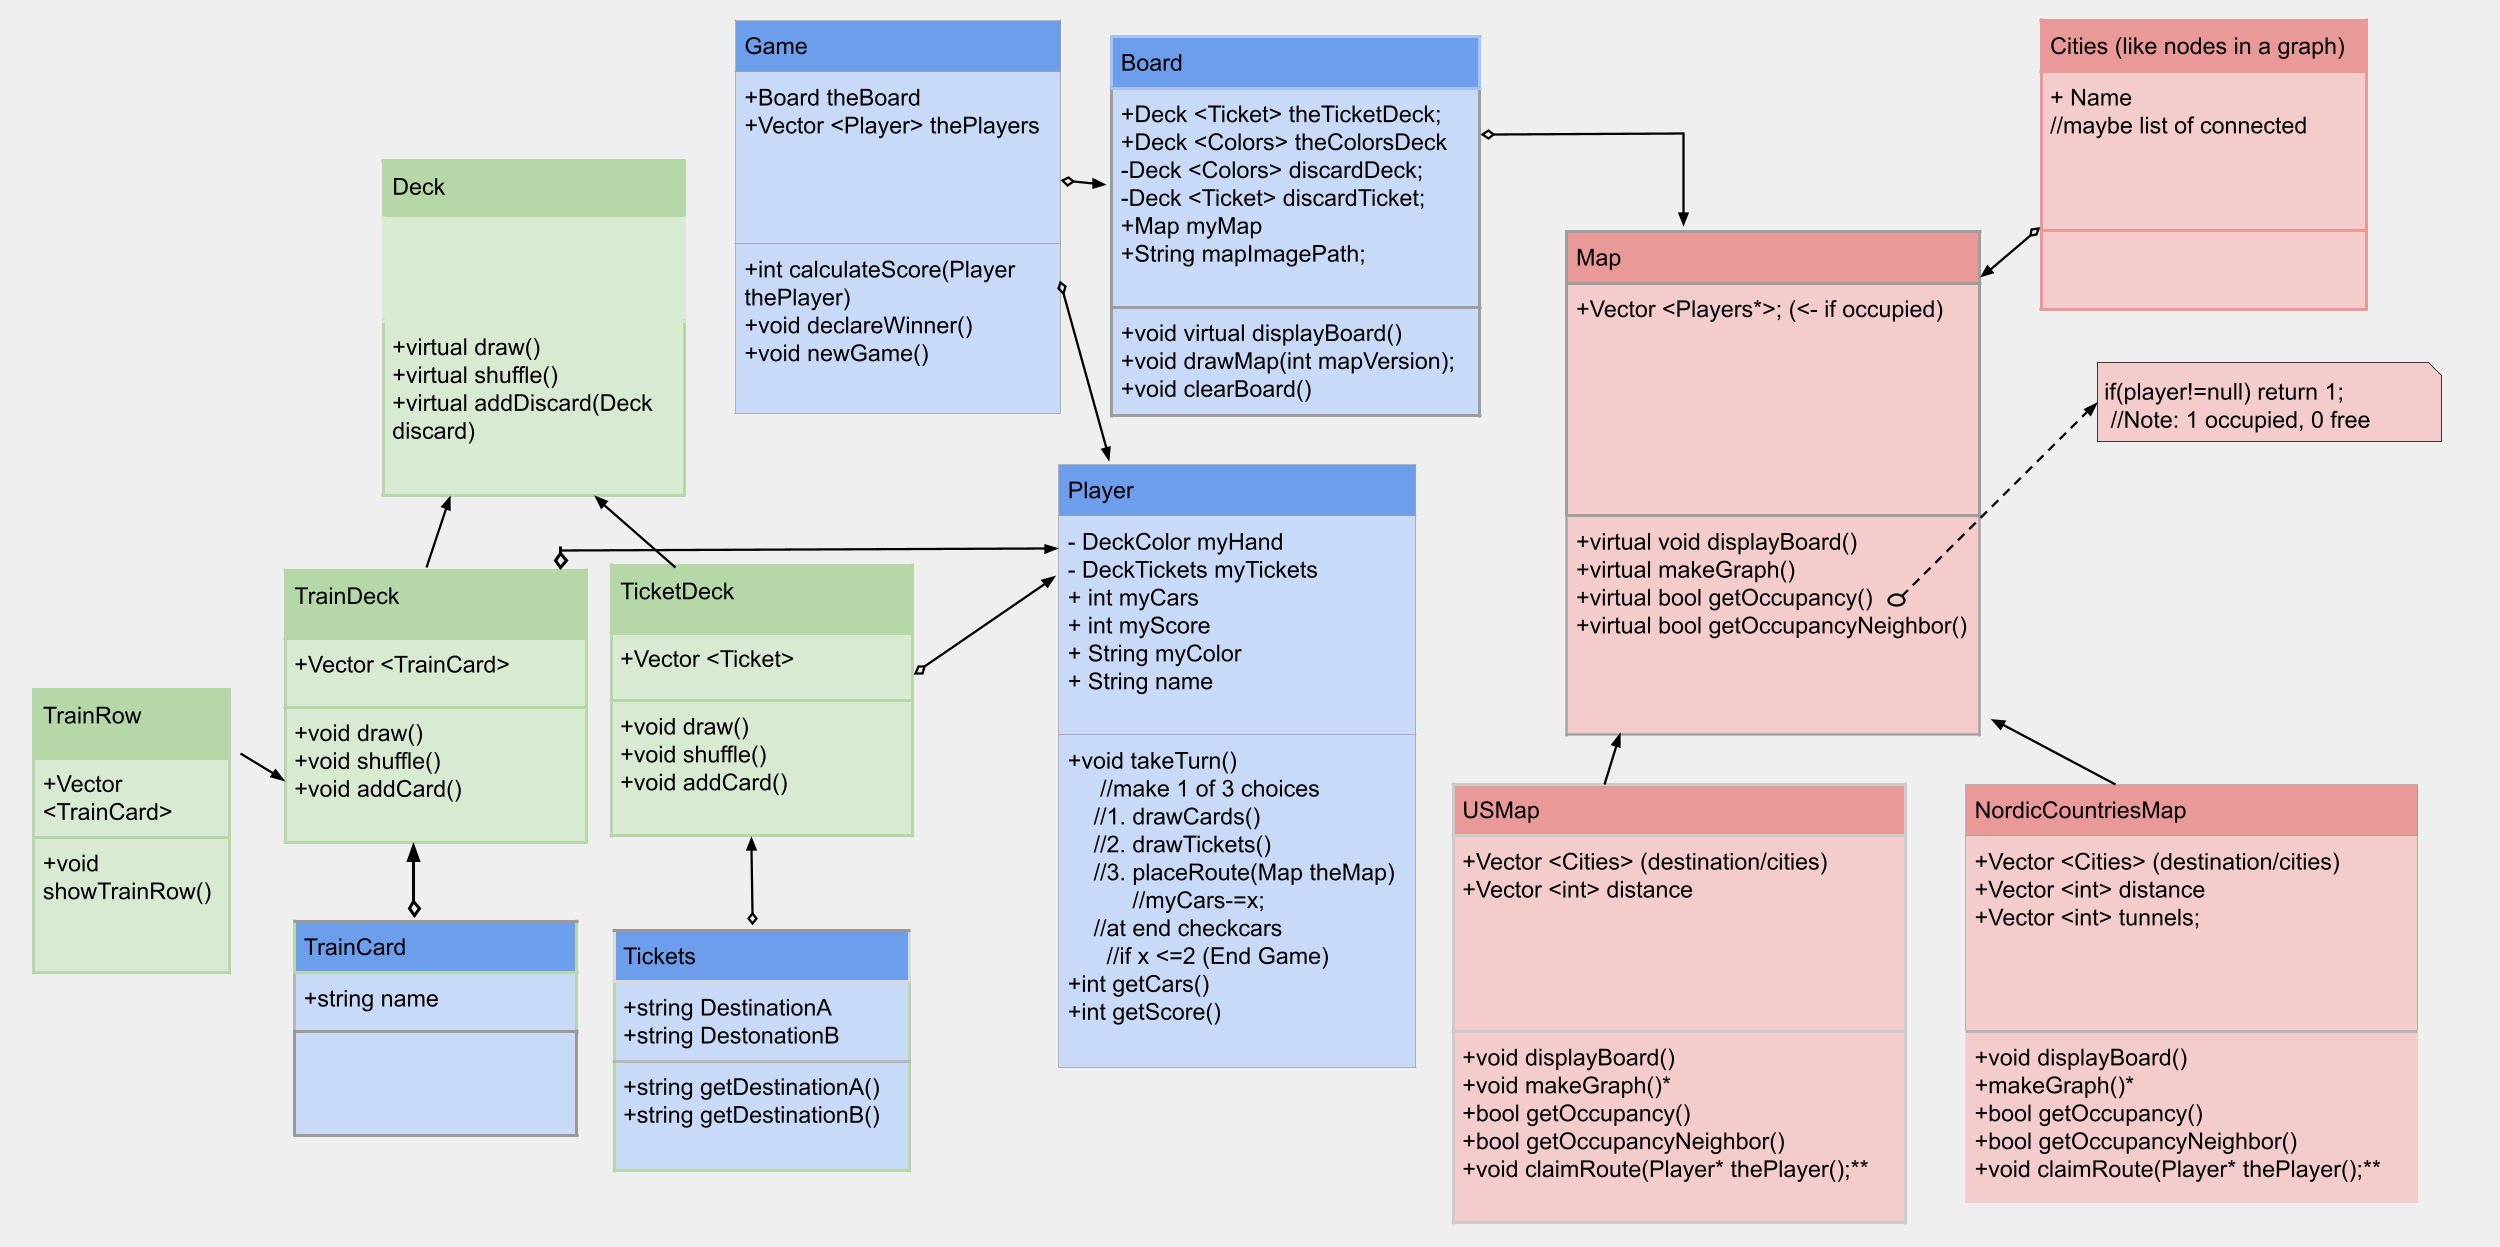 Game
+Board theBoard
+Vector <Player> thePlayers
+int calculateScore(Player
thePlayer)
+void declareWinner()
+void newGame()
Board
+Deck <Ticket> theTicketDeck;
+Deck <Colors> theColorsDeck
-Deck <Colors> discardDeck;
-Deck <Ticket> discardTicket;
+Map myMap
+String mapImagePath;
+void virtual displayBoard()
+void drawMap(int mapVersion);
+void clearBoard()
Cities (like nodes in a graph)
+ Name
//maybe list of connected
Deck
+virtual draw()
+virtual shuffle()
+virtual addDiscard(Deck
discard)
Map
+Vector <Players*>; (<- if occupied)
+virtual void displayBoard()
+virtual makeGraph()
+virtual bool getOccupancy()
+virtual bool getOccupancyNeighbor()
if(player!=null) return 1;
//Note: 1 occupied, 0 free
Player
- DeckColor myHand
- DeckTickets myTickets
+ int myCars
+ int myScore
+ String myColor
+ String name
+void takeTurn()
//make 1 of 3 choices
//1. drawCards()
//2. drawTickets()
//3. placeRoute(Map theMap)
//myCars-=x;
//at end checkcars
//if x <=2 (End Game)
+int getCars()
+int getScore()
TrainDeck
+Vector <TrainCard>
+void draw()
+void shuffle()
+void addCard()
TicketDeck
+Vector <Ticket>
+void draw()
+void shuffle()
+void addCard()
TrainRow
+Vector
<TrainCard>
+void
showTrainRow()
TrainCard
+string name
Tickets
+string DestinationA
+string DestonationB
+string getDestinationA()
+string getDestinationB()
USMap
+Vector <Cities> (destination/cities)
+Vector <int> distance
+void displayBoard()
+void makeGraph()*
+bool getOccupancy()
+bool getOccupancyNeighbor()
+void claimRoute(Player* thePlayer();**
NordicCountriesMap
+Vector <Cities> (destination/cities)
+Vector <int> distance
+Vector <int> tunnels;
+void displayBoard()
+makeGraph()*
+bool getOccupancy()
+bool getOccupancyNeighbor()
+void claimRoute(Player* thePlayer();**